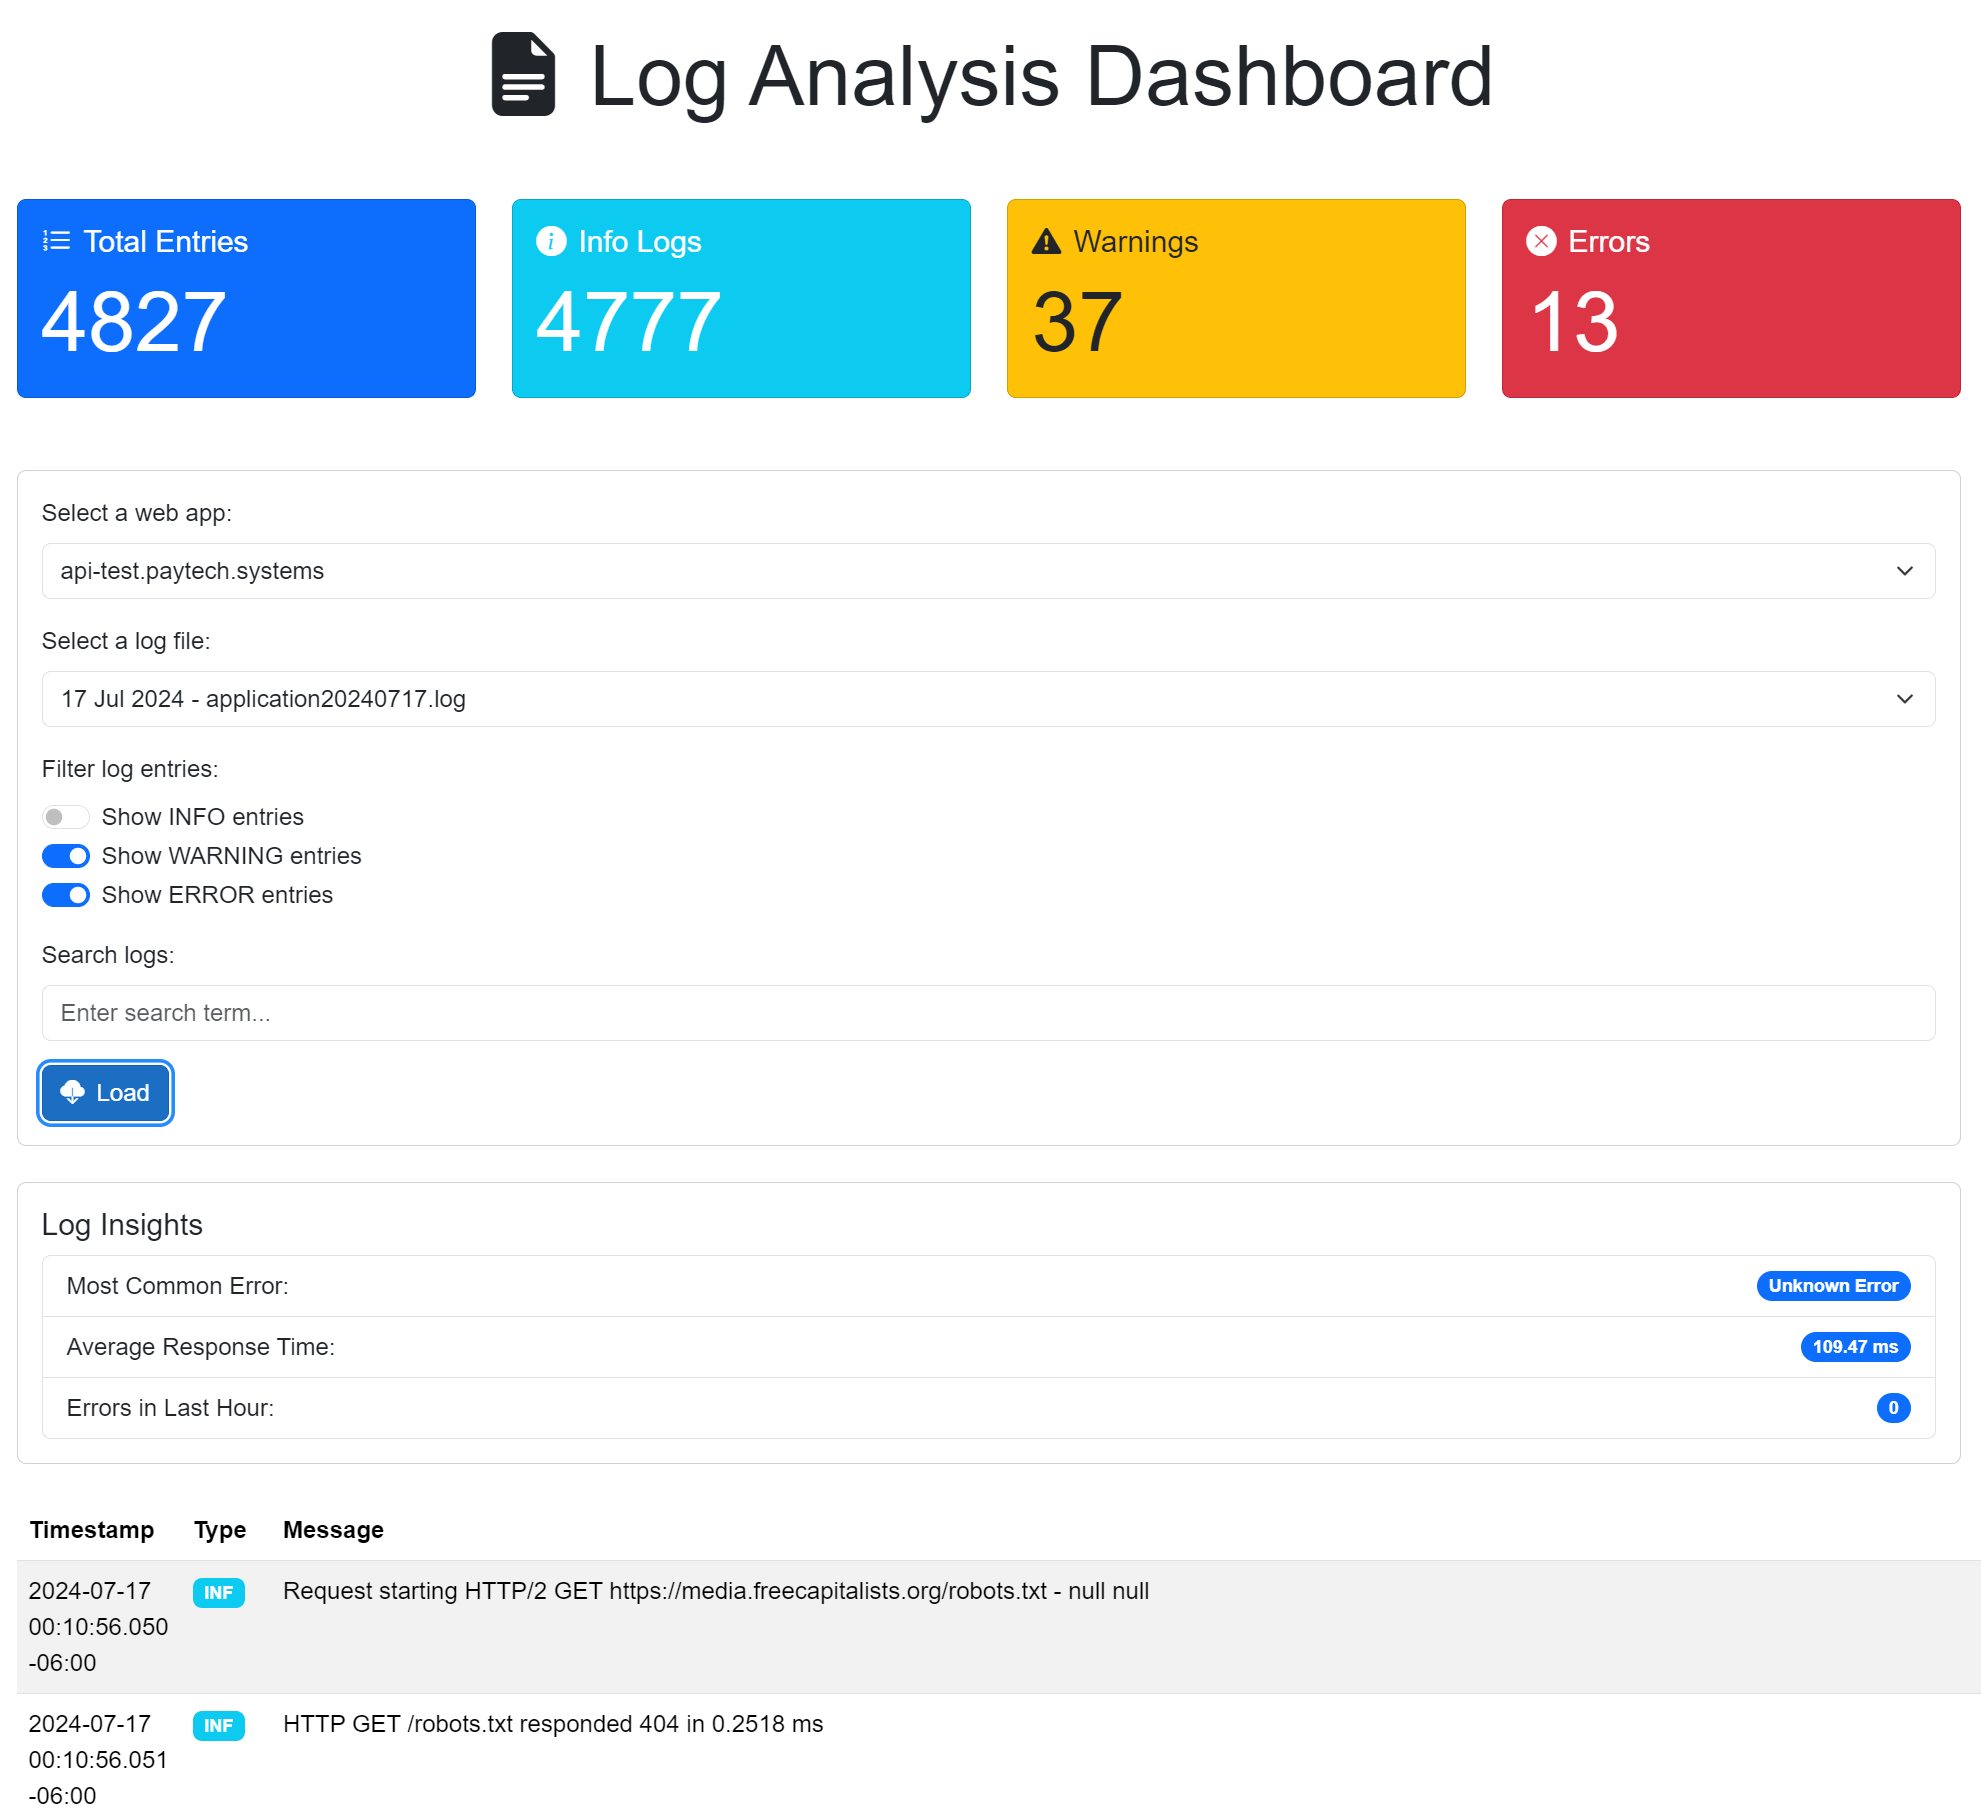 Log Analysis Dashboard
Total Entries
4827
Info Logs
4777
Warnings
37
Errors
13
Select a web app:
api-test.paytech.systems
Select a log file:
17 Jul 2024 - application20240717.log
Filter log entries:
Show INFO entries
Show WARNING entries
Show ERROR entries
Search logs:
Enter search term...
Load
Log Insights
Most Common Error: Unknown Error
Average Response Time: 109.47 ms
Errors in Last Hour: 0
Timestamp Type Message
2024-07-17 INF Request starting HTTP/2 GET https://media.freecapitalists.org/robots.txt - null null
00:10:56.050
-06:00
2024-07-17 INF HTTP GET /robots.txt responded 404 in 0.2518 ms
00:10:56.051
-06:00